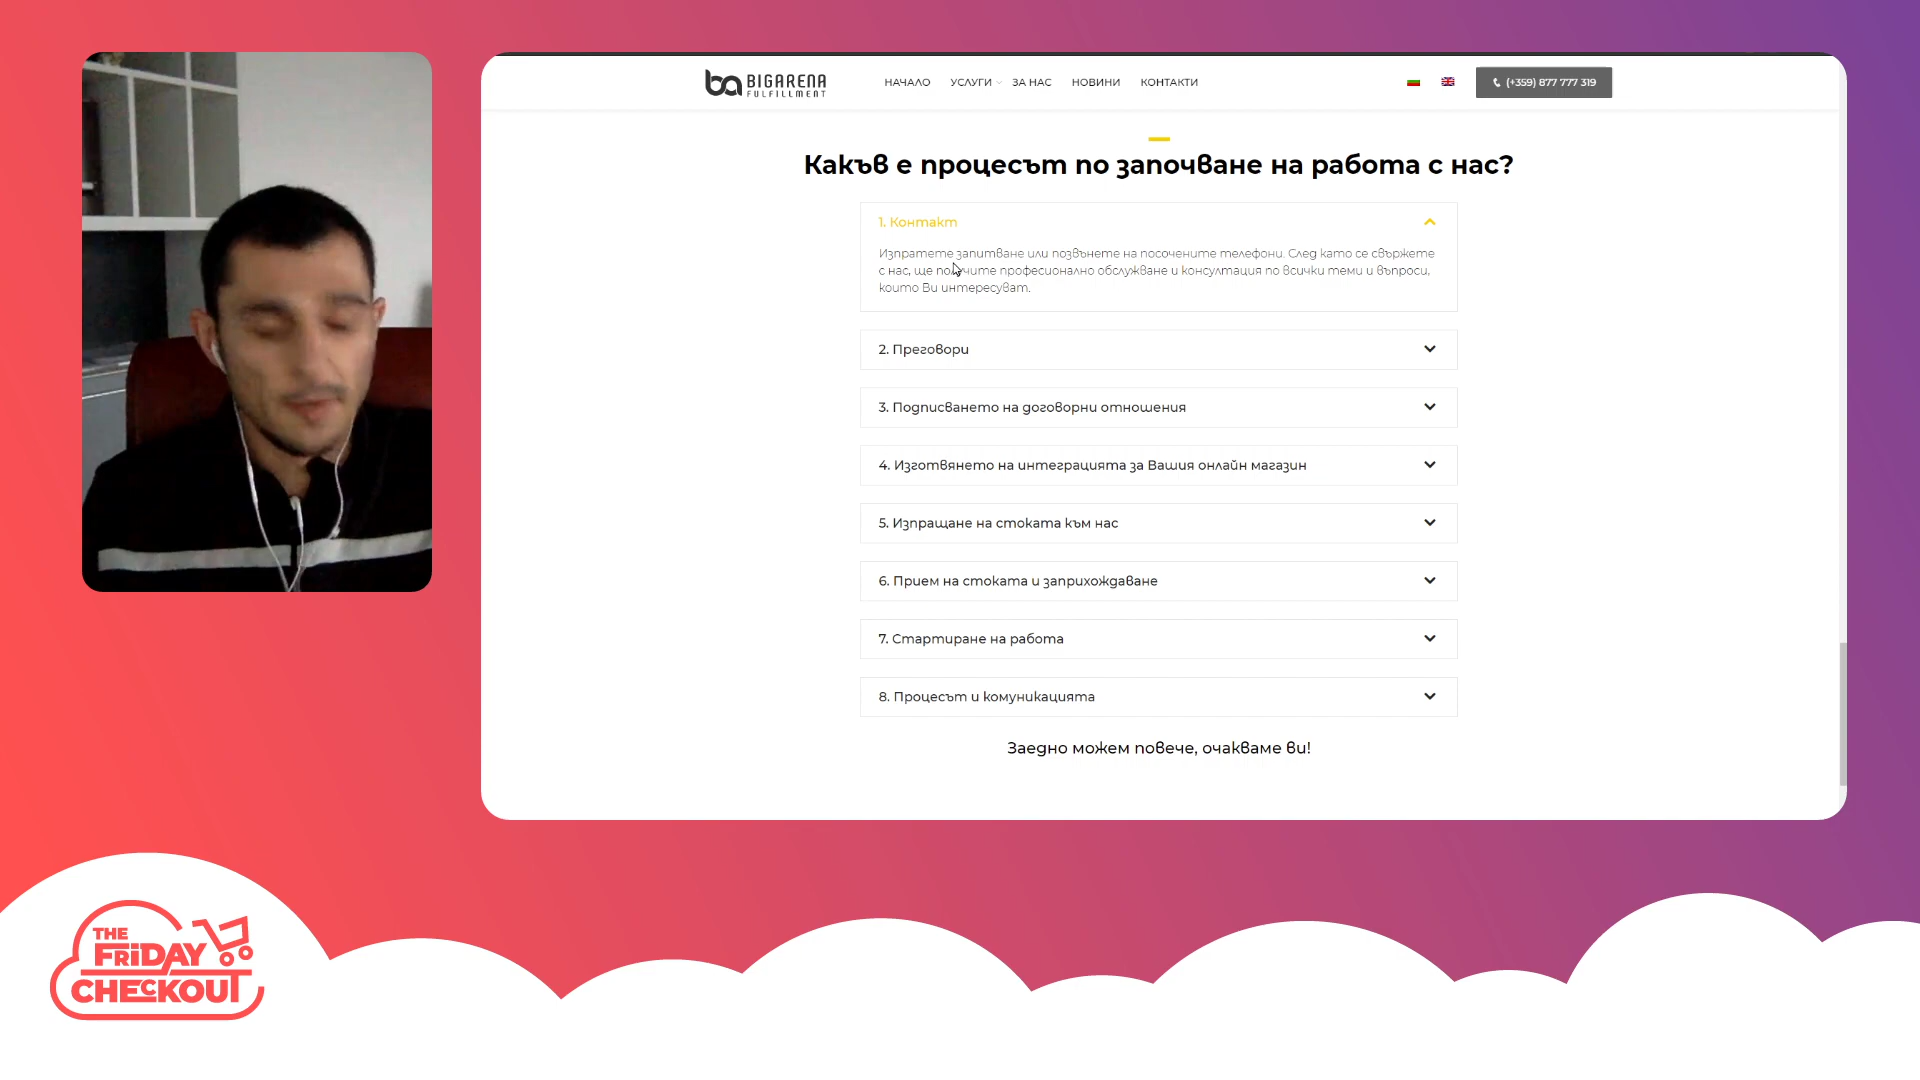 BIGARENA
FULFILLMENT
НАЧАЛО
УСЛУГИ
ЗА НАС
НОВИНИ
КОНТАКТИ
(+359) 877 777 319
Какъв е процесът по започване на работа с нас?
1. Контакт
Изпратете запитване или позвънете на посочените телефони. След като се свържете
с нас, ще получите професионално обслужване и консултация по всички теми и въпроси,
които Ви интересуват.
2. Преговори
3. Подписването на договорни отношения
4. Изготвянето на интеграцията за Вашия онлайн магазин
5. Изпращане на стоката към нас
6. Прием на стоката и заприхождаване
7. Стартиране на работа
8. Процесът и комуникацията
Заедно можем повече, очакваме ви!
THE
FRIDAY
CHECKOUT